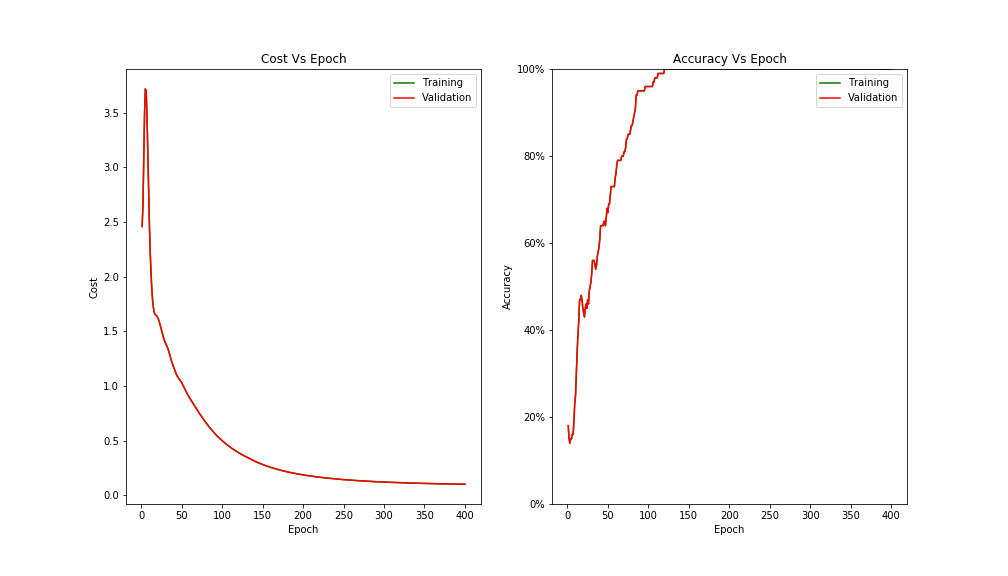 Cost Vs Epoch
Training
Validation
3.5
3.0
2.5
2.0
1.5
1.0
0.5
0.0
Cost
0 50 100 150 200 250 300 350 400
Epoch
Accuracy Vs Epoch
Training
Validation
100%
80%
60%
40%
20%
0%
Accuracy
0 50 100 150 200 250 300 350 400
Epoch